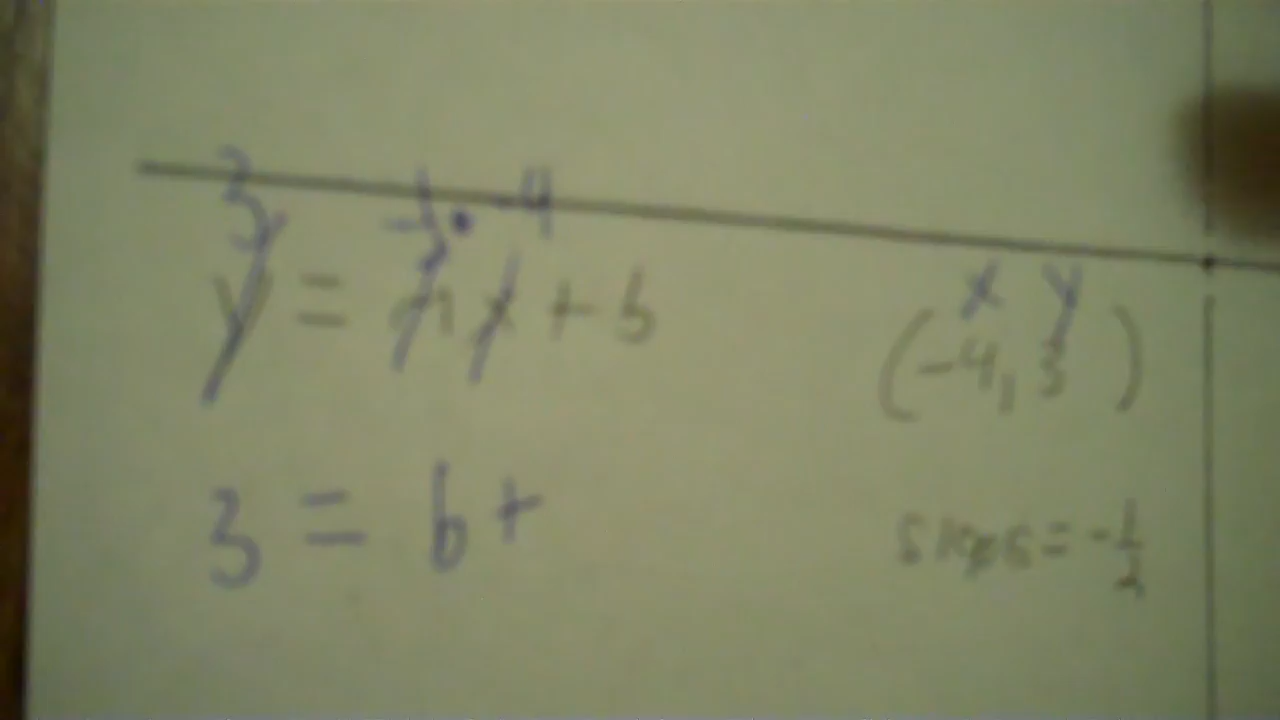 3 -1/2 • -4
y = mx + b
x y
(-4, 3)
3 = b +
slope = -1/2